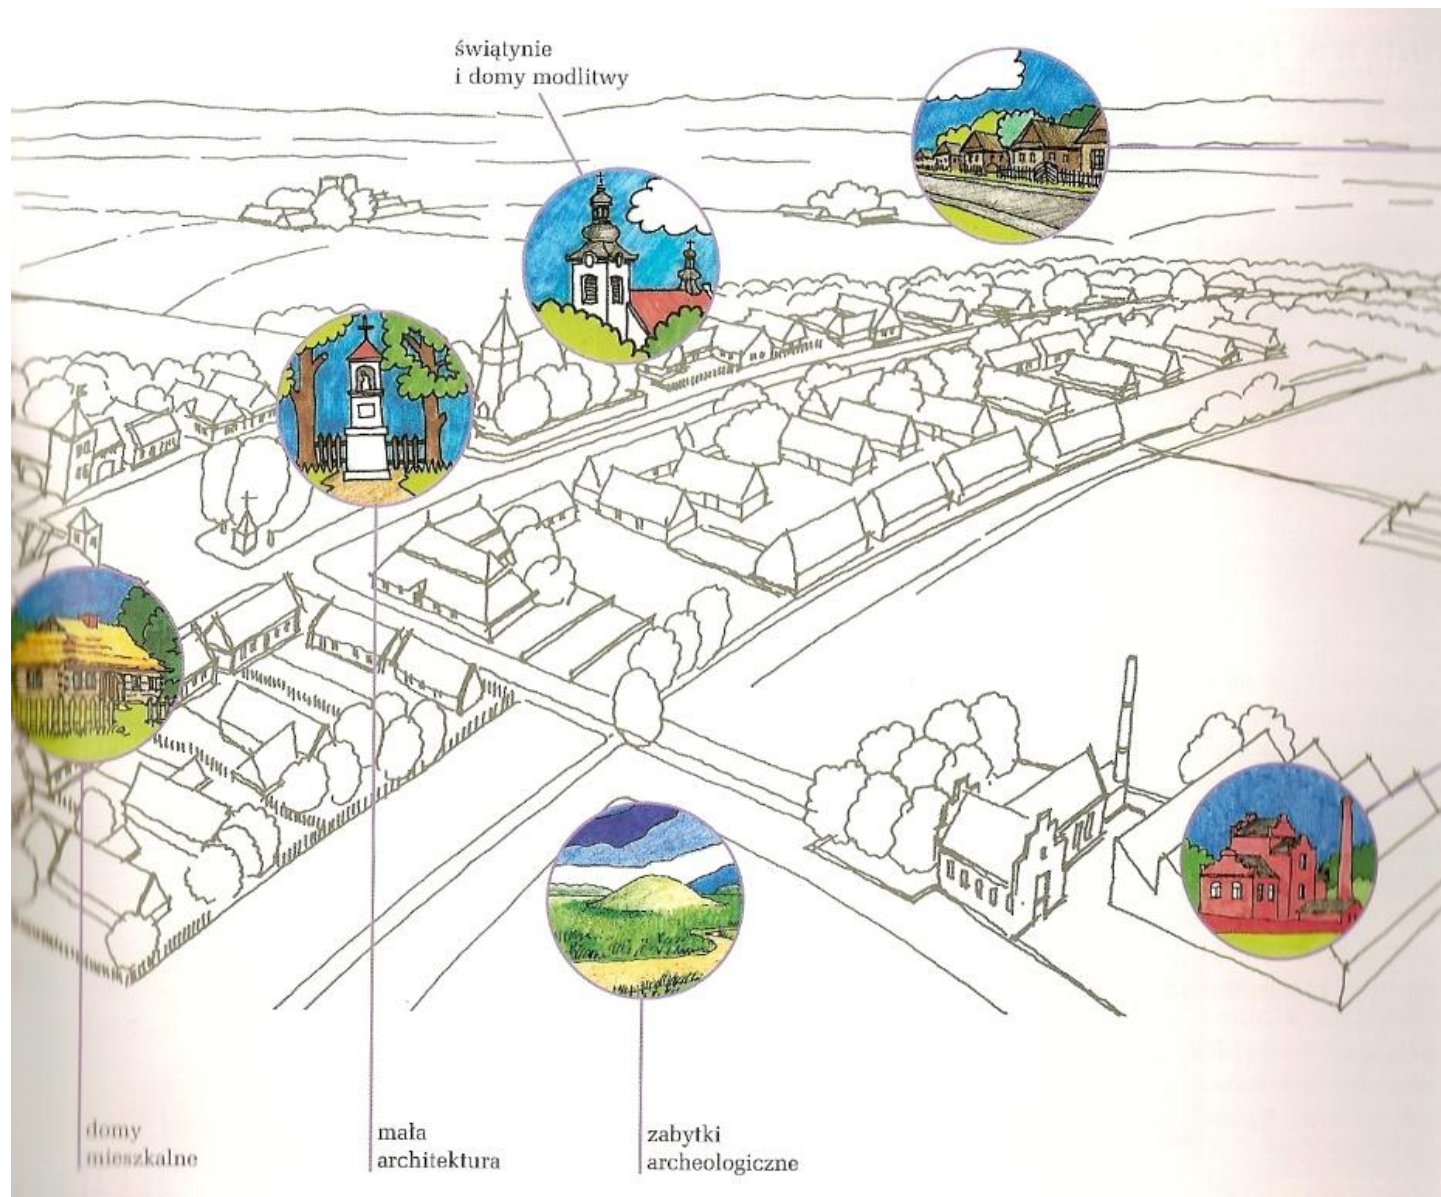 świątynie
i domy modlitwy
domy
mieszkalne
mała
architektura
zabytki
archeologiczne